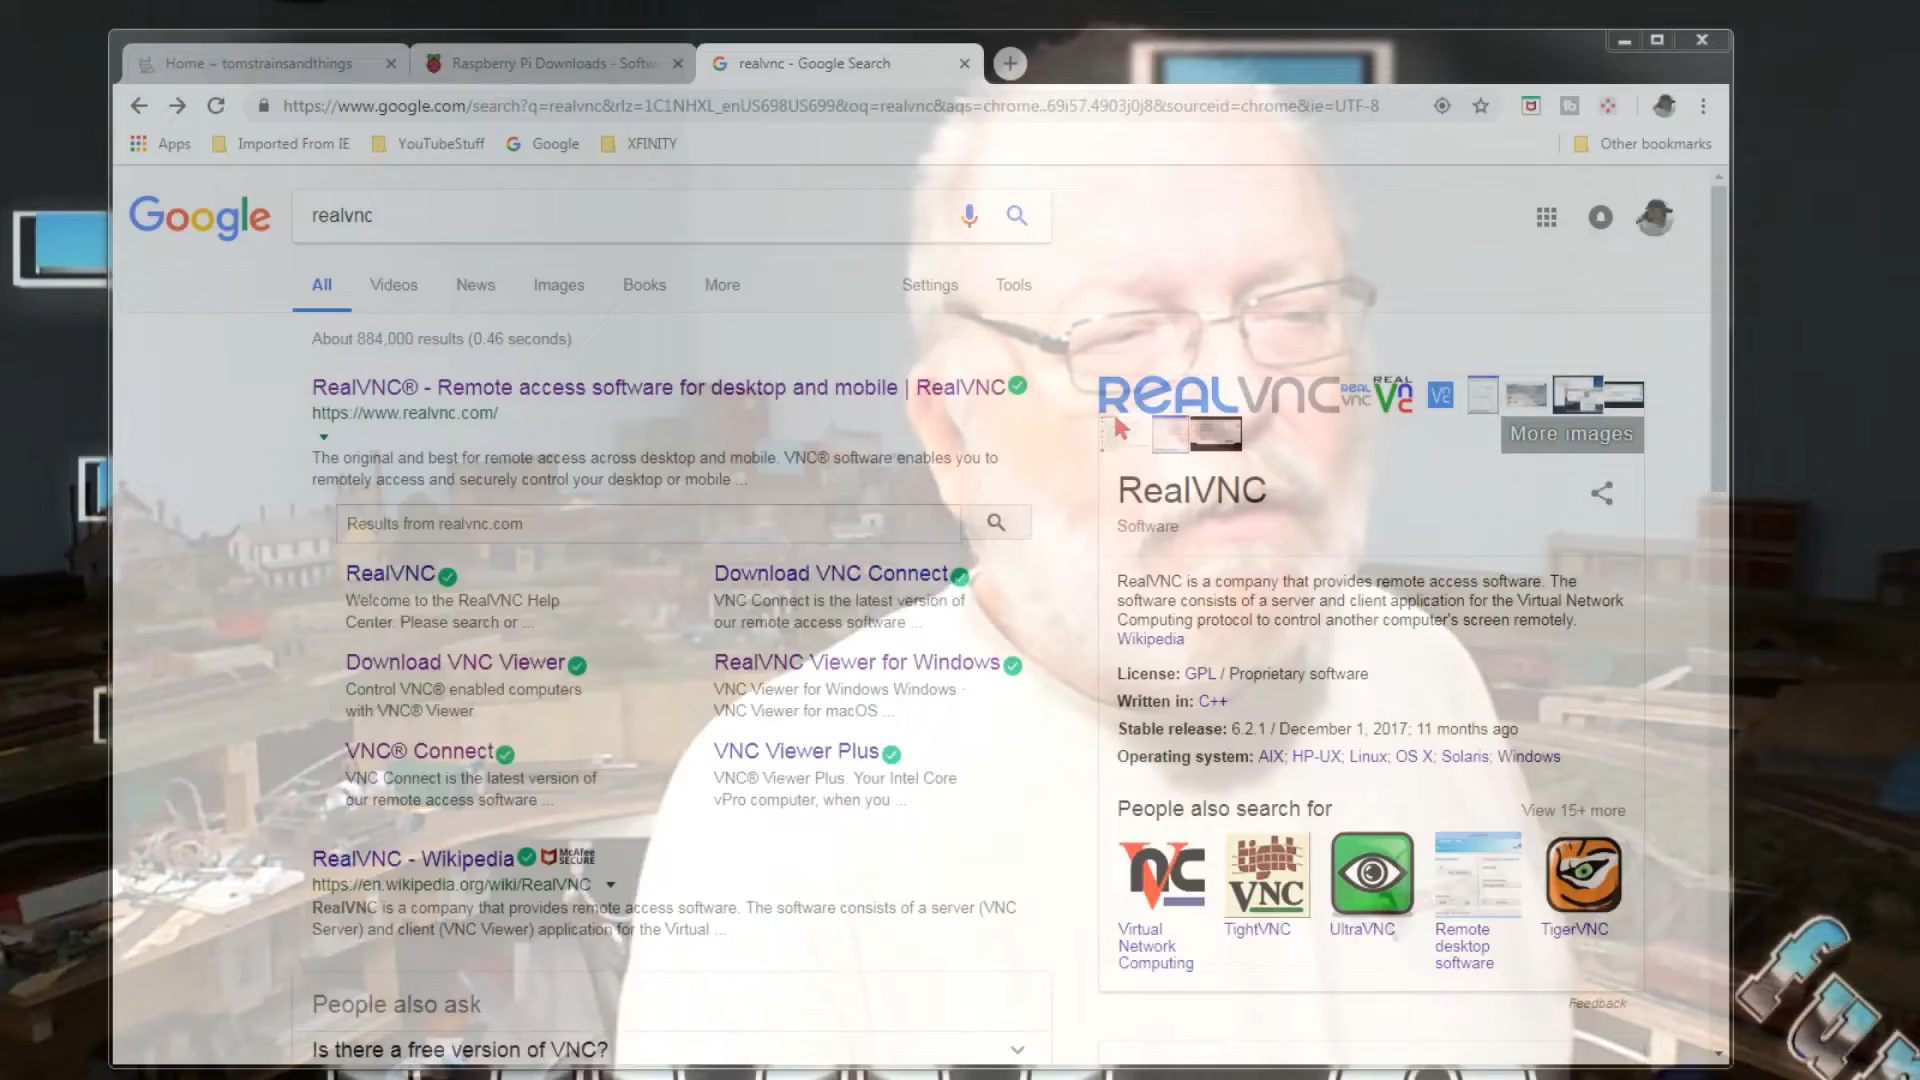 Home ~ tomstrainsandthings
Raspberry Pi Downloads - Softw
realvnc - Google Search
https://www.google.com/search?q=realvnc&rlz=1C1NHXL_enUS698US699&oq=realvnc&aqs=chrome..69i57.4903j0j8&sourceid=chrome&ie=UTF-8
Apps
Imported From IE
YouTubeStuff
Google
XFINITY
Other bookmarks
Google
realvnc
All
Videos
News
Images
Books
More
Settings
Tools
About 884,000 results (0.46 seconds)
RealVNC® - Remote access software for desktop and mobile | RealVNC
https://www.realvnc.com/
The original and best for remote access across desktop and mobile. VNC® software enables you to
remotely access and securely control your desktop or mobile ...
Results from realvnc.com
RealVNC
Welcome to the RealVNC Help
Center. Please search or ...
Download VNC Connect
VNC Connect is the latest version of
our remote access software ...
Download VNC Viewer
Control VNC® enabled computers
with VNC® Viewer
RealVNC Viewer for Windows
VNC Viewer for Windows Windows ·
VNC Viewer for macOS ...
VNC® Connect
VNC Connect is the latest version of
our remote access software ...
VNC Viewer Plus
VNC® Viewer Plus. Your Intel Core
vPro computer, when you ...
RealVNC - Wikipedia
McAfee
SECURE
https://en.wikipedia.org/wiki/RealVNC
RealVNC is a company that provides remote access software. The software consists of a server (VNC
Server) and client (VNC Viewer) application for the Virtual ...
People also ask
Is there a free version of VNC?
REALVNC
REAL
VNC
REAL
VNC
More images
RealVNC
Software
RealVNC is a company that provides remote access software. The
software consists of a server and client application for the Virtual Network
Computing protocol to control another computer's screen remotely.
Wikipedia
License: GPL / Proprietary software
Written in: C++
Stable release: 6.2.1 / December 1, 2017; 11 months ago
Operating system: AIX; HP-UX; Linux; OS X; Solaris; Windows
People also search for
View 15+ more
VNC
tight
VNC
Virtual
Network
Computing
TightVNC
UltraVNC
Remote
desktop
software
TigerVNC
Feedback